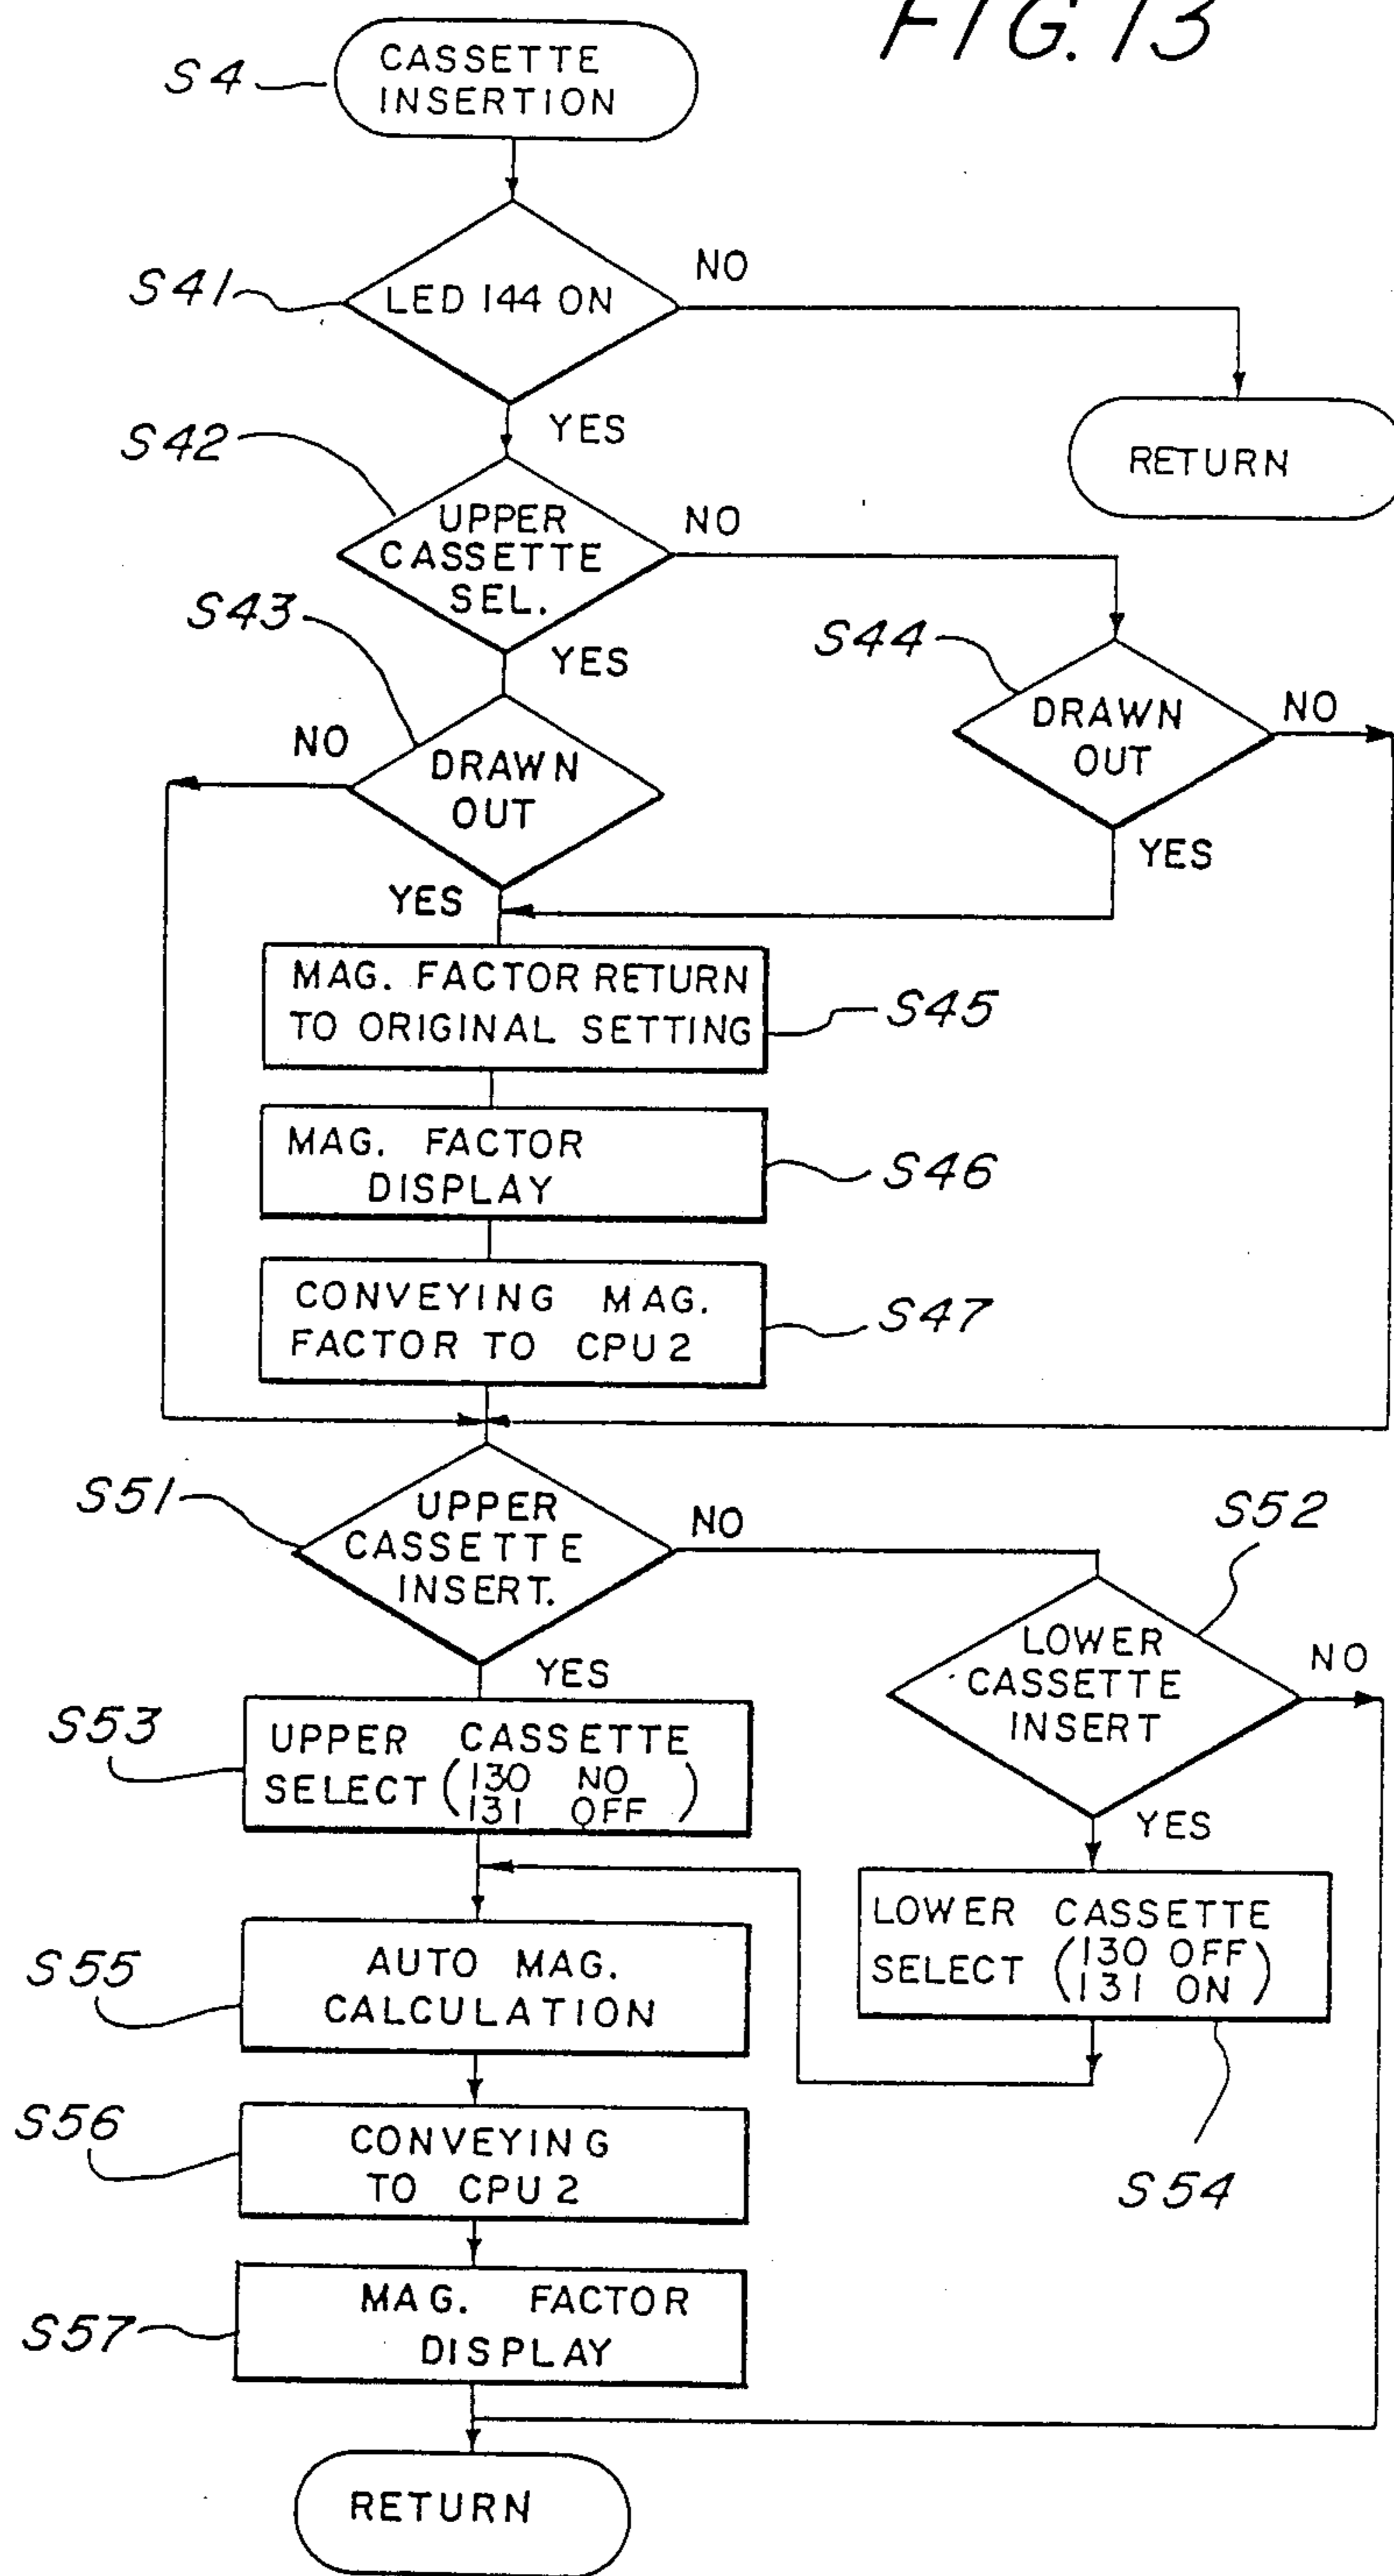 FIG. 13
S4
CASSETTE
INSERTION
S41
LED 144 ON
NO
YES
RETURN
S42
UPPER
CASSETTE
SEL.
NO
YES
S43
DRAWN
OUT
NO
YES
S44
DRAWN
OUT
NO
YES
MAG. FACTOR RETURN
TO ORIGINAL SETTING
S45
MAG. FACTOR
DISPLAY
S46
CONVEYING MAG.
FACTOR TO CPU 2
S47
S51
UPPER
CASSETTE
INSERT.
NO
YES
S52
LOWER
CASSETTE
INSERT
NO
YES
S53
UPPER CASSETTE
SELECT (130 NO
131 OFF)
LOWER CASSETTE
SELECT (130 OFF
131 ON)
S54
S55
AUTO MAG.
CALCULATION
S56
CONVEYING
TO CPU 2
S57
MAG. FACTOR
DISPLAY
RETURN